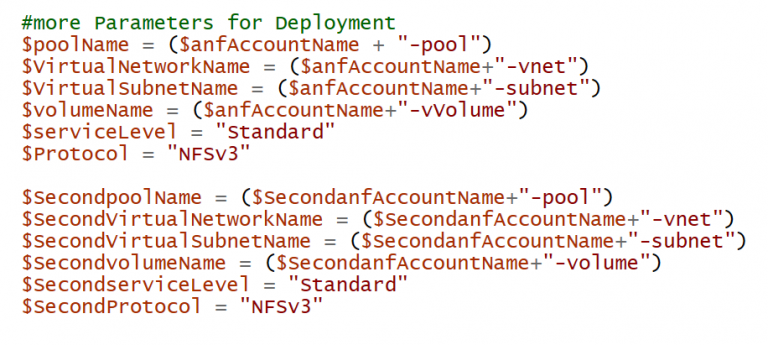 #more Parameters for Deployment
$poolName = ($anfAccountName + "-pool")
$VirtualNetworkName = ($anfAccountName+"-vnet")
$VirtualSubnetName = ($anfAccountName+"-subnet")
$volumeName = ($anfAccountName+"-vVolume")
$serviceLevel = "Standard"
$Protocol = "NFSv3"

$SecondpoolName = ($SecondanfAccountName+"-pool")
$SecondVirtualNetworkName = ($SecondanfAccountName+"-vnet")
$SecondVirtualSubnetName = ($SecondanfAccountName+"-subnet")
$SecondvolumeName = ($SecondanfAccountName+"-volume")
$SecondserviceLevel = "Standard"
$SecondProtocol = "NFSv3"